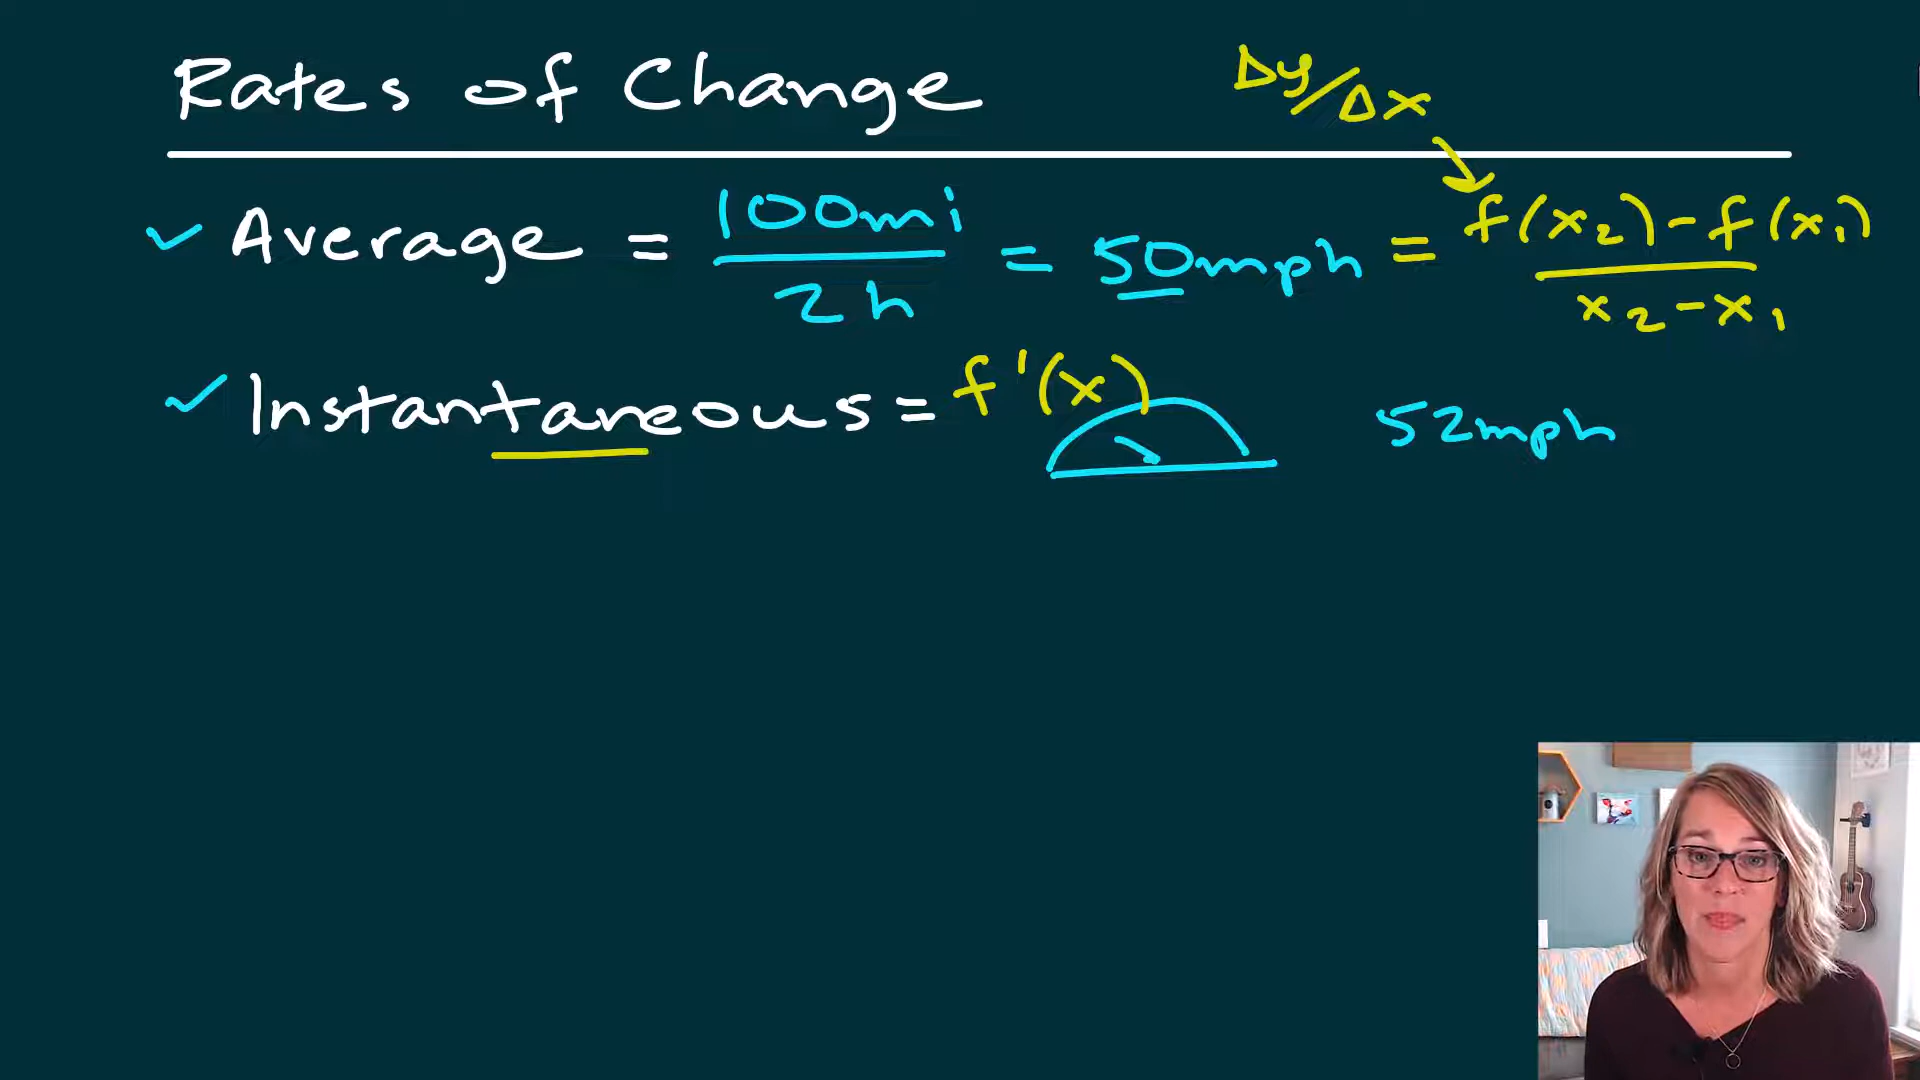 Rates of Change
Δy/Δx
Average = 100mi / 2h = 50mph = f(x₂)-f(x₁) / x₂-x₁
Instantaneous = f'(x)
52mph